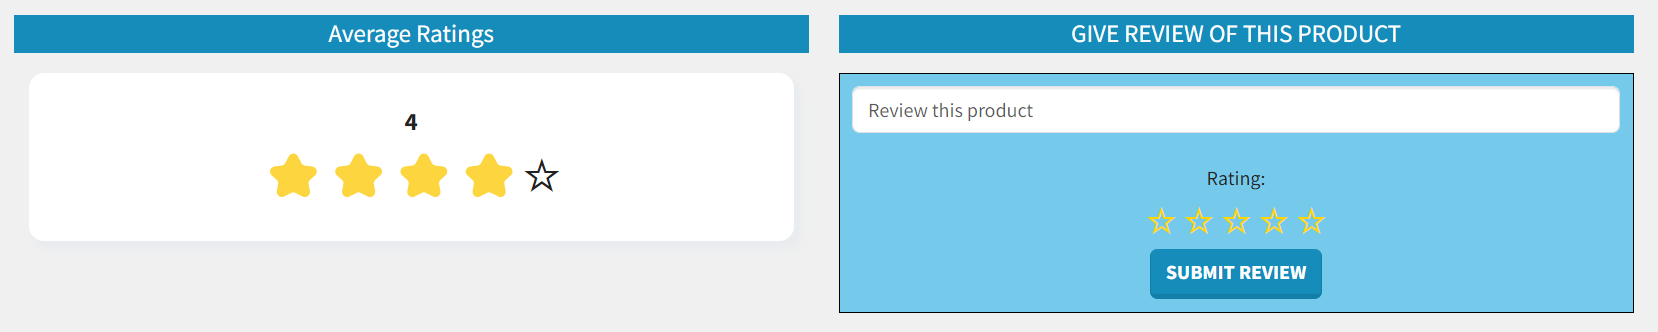 Average Ratings
4
GIVE REVIEW OF THIS PRODUCT
Review this product
Rating:
SUBMIT REVIEW